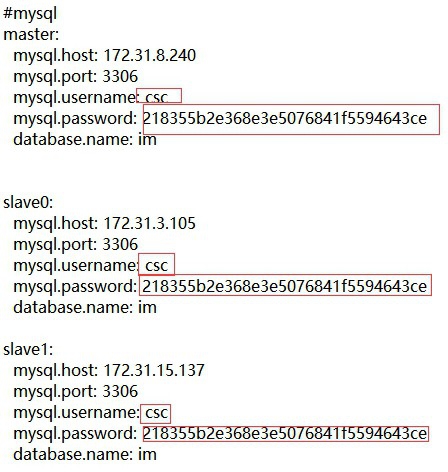 #mysql
master:
mysql.host: 172.31.8.240
mysql.port: 3306
mysql.username: csc
mysql.password: 218355b2e368e3e5076841f5594643ce
database.name: im
slave0:
mysql.host: 172.31.3.105
mysql.port: 3306
mysql.username: csc
mysql.password: 218355b2e368e3e5076841f5594643ce
database.name: im
slave1:
mysql.host: 172.31.15.137
mysql.port: 3306
mysql.username: csc
mysql.password: 218355b2e368e3e5076841f5594643ce
database.name: im